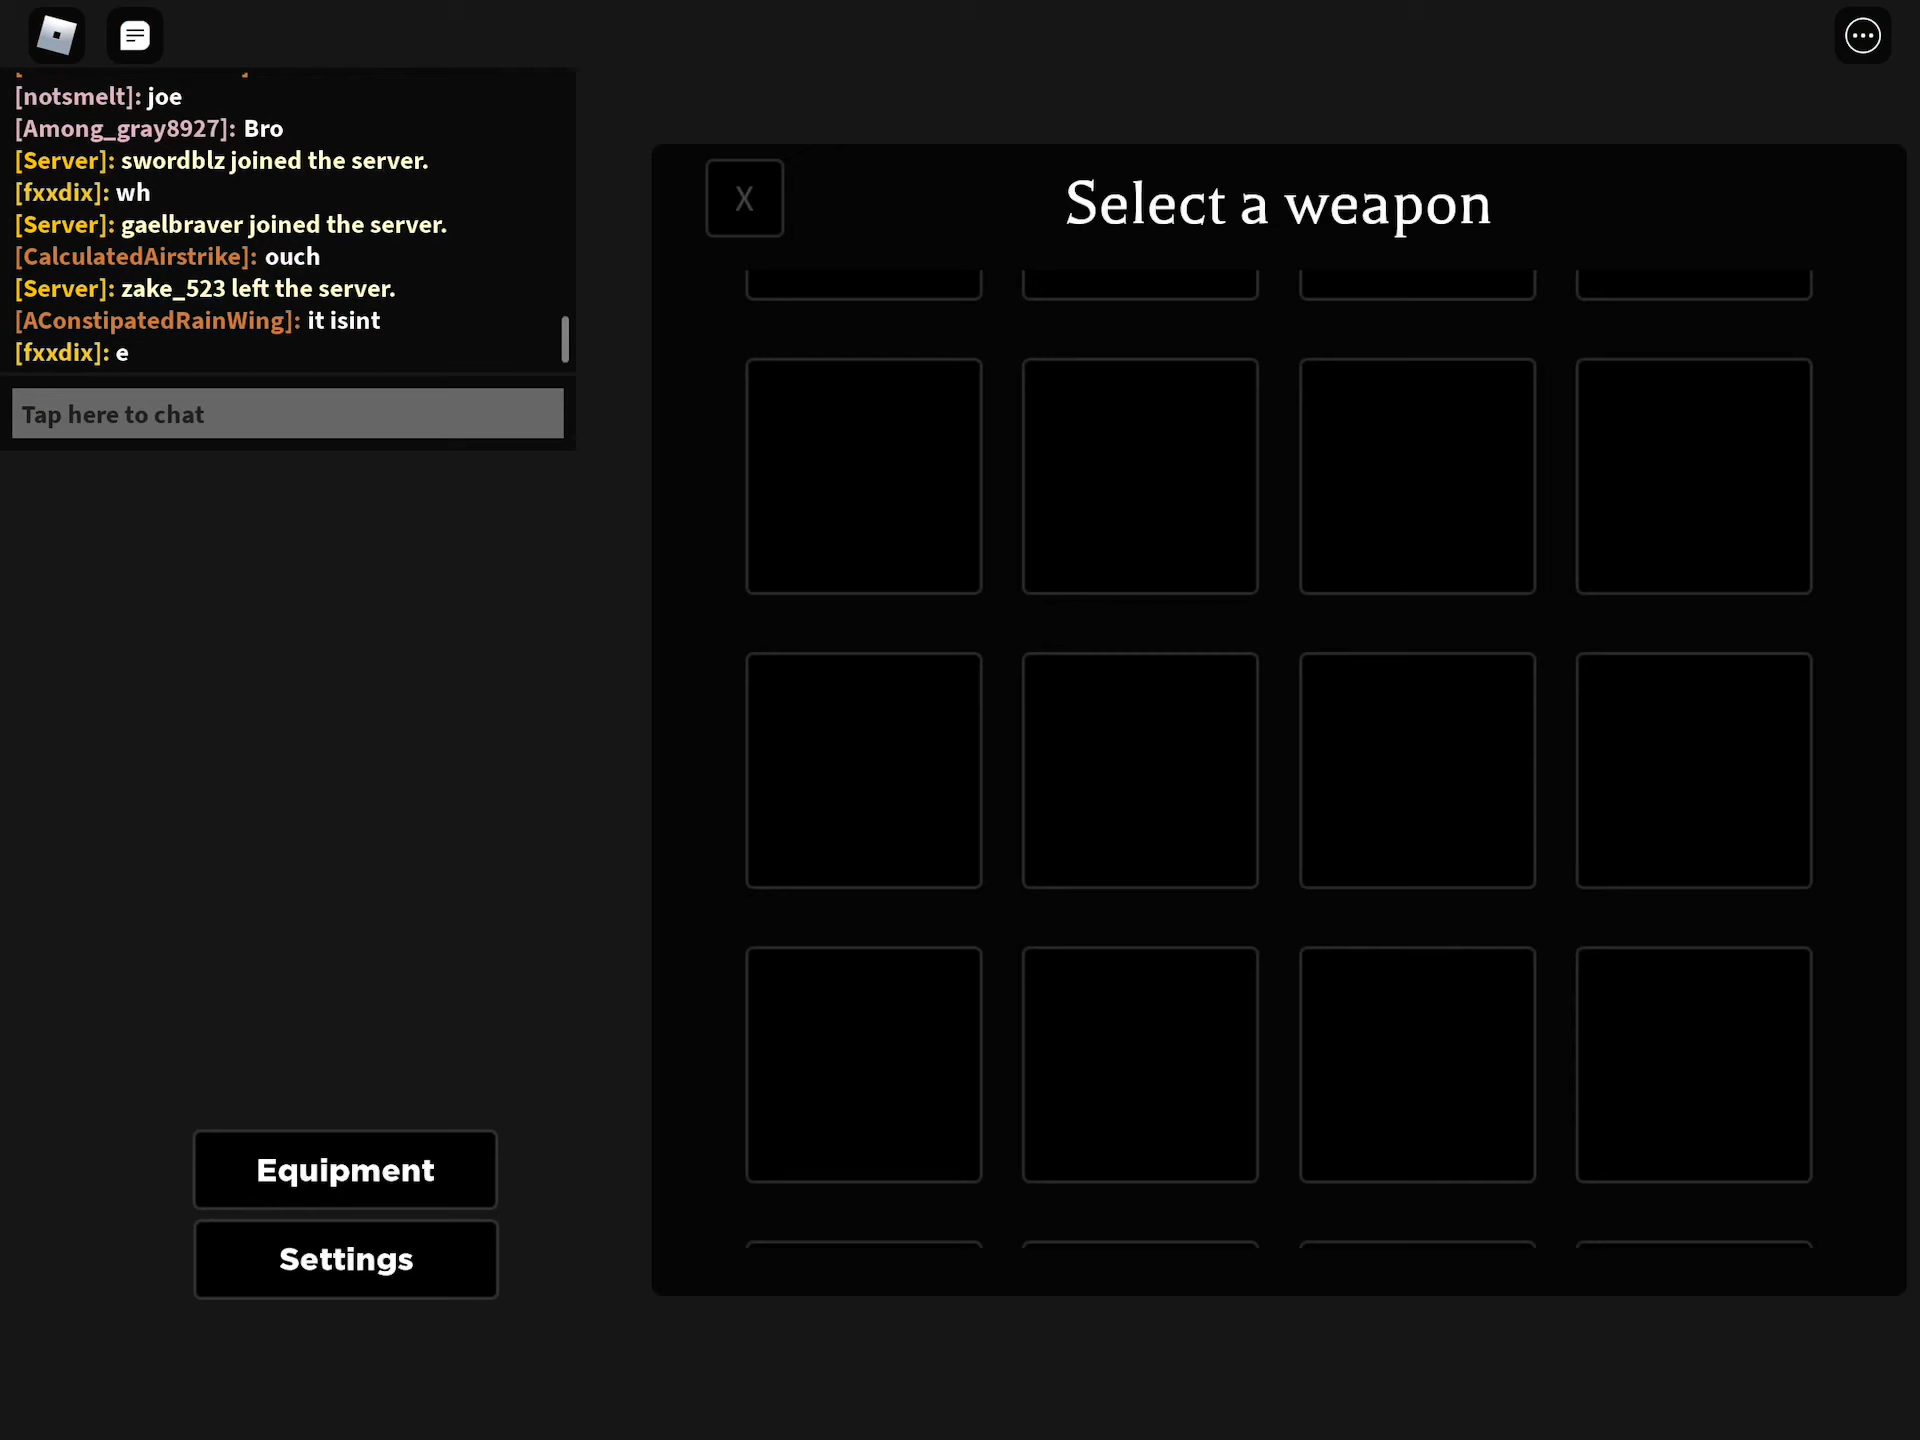 [notsmelt]: joe
[Among_gray8927]: Bro
[Server]: swordblz joined the server.
[fxxdix]: wh
[Server]: gaelbraver joined the server.
[CalculatedAirstrike]: ouch
[Server]: zake_523 left the server.
[AConstipatedRainWing]: it isint
[fxxdix]: e
Tap here to chat
X
Select a weapon
Equipment
Settings